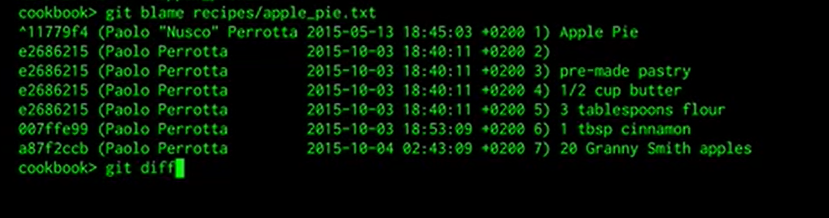 cookbook> git blame recipes/apple_pie.txt
^11779f4 (Paolo "Nusco" Perrotta 2015-05-13 18:45:03 +0200 1) Apple Pie
e2686215 (Paolo Perrotta         2015-10-03 18:40:11 +0200 2)
e2686215 (Paolo Perrotta         2015-10-03 18:40:11 +0200 3) pre-made pastry
e2686215 (Paolo Perrotta         2015-10-03 18:40:11 +0200 4) 1/2 cup butter
e2686215 (Paolo Perrotta         2015-10-03 18:40:11 +0200 5) 3 tablespoons flour
007ffe99 (Paolo Perrotta         2015-10-03 18:53:09 +0200 6) 1 tbsp cinnamon
a87f2ccb (Paolo Perrotta         2015-10-04 02:43:09 +0200 7) 20 Granny Smith apples
cookbook> git diff